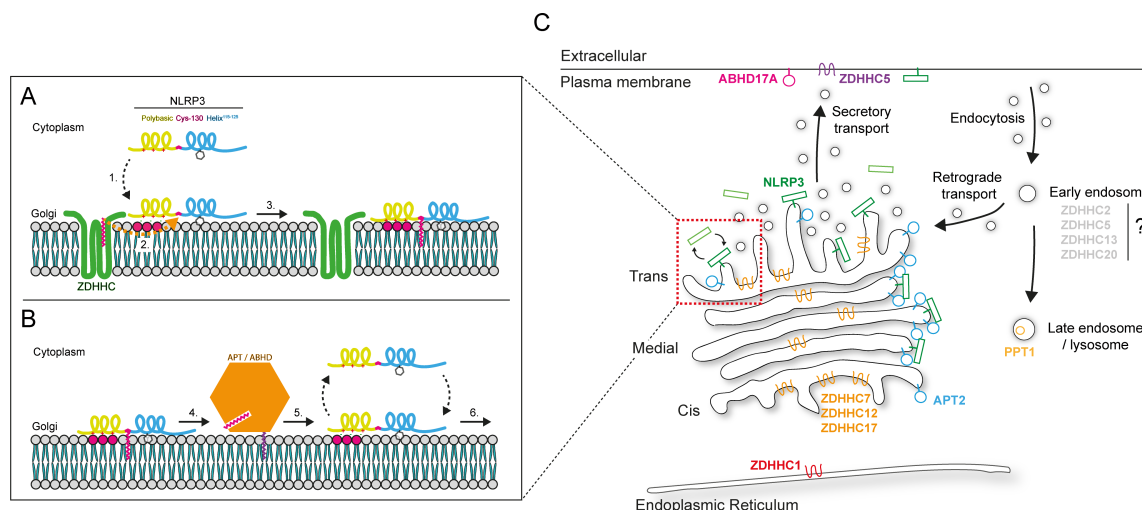 A
NLRP3
Polybasic Cys-130 Helix
Cytoplasm
1.
Golgi
2.
3.
ZDHHC
B
Cytoplasm
APT / ABHD
4.
5.
6.
Golgi
C
Extracellular
Plasma membrane
ABHD17A
ZDHHC5
Secretory
transport
Endocytosis
Retrograde
transport
NLRP3
Early endosom
ZDHHC2
ZDHHC5
ZDHHC13
ZDHHC20
?
Trans
Medial
Cis
Late endosome
/ lysosome
PPT1
ZDHHC7
ZDHHC12
ZDHHC17
APT2
ZDHHC1
Endoplasmic Reticulum